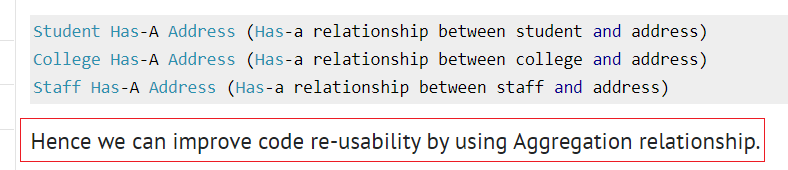 Student Has-A Address (Has-a relationship between student and address)
College Has-A Address (Has-a relationship between college and address)
Staff Has-A Address (Has-a relationship between staff and address)
Hence we can improve code re-usability by using Aggregation relationship.